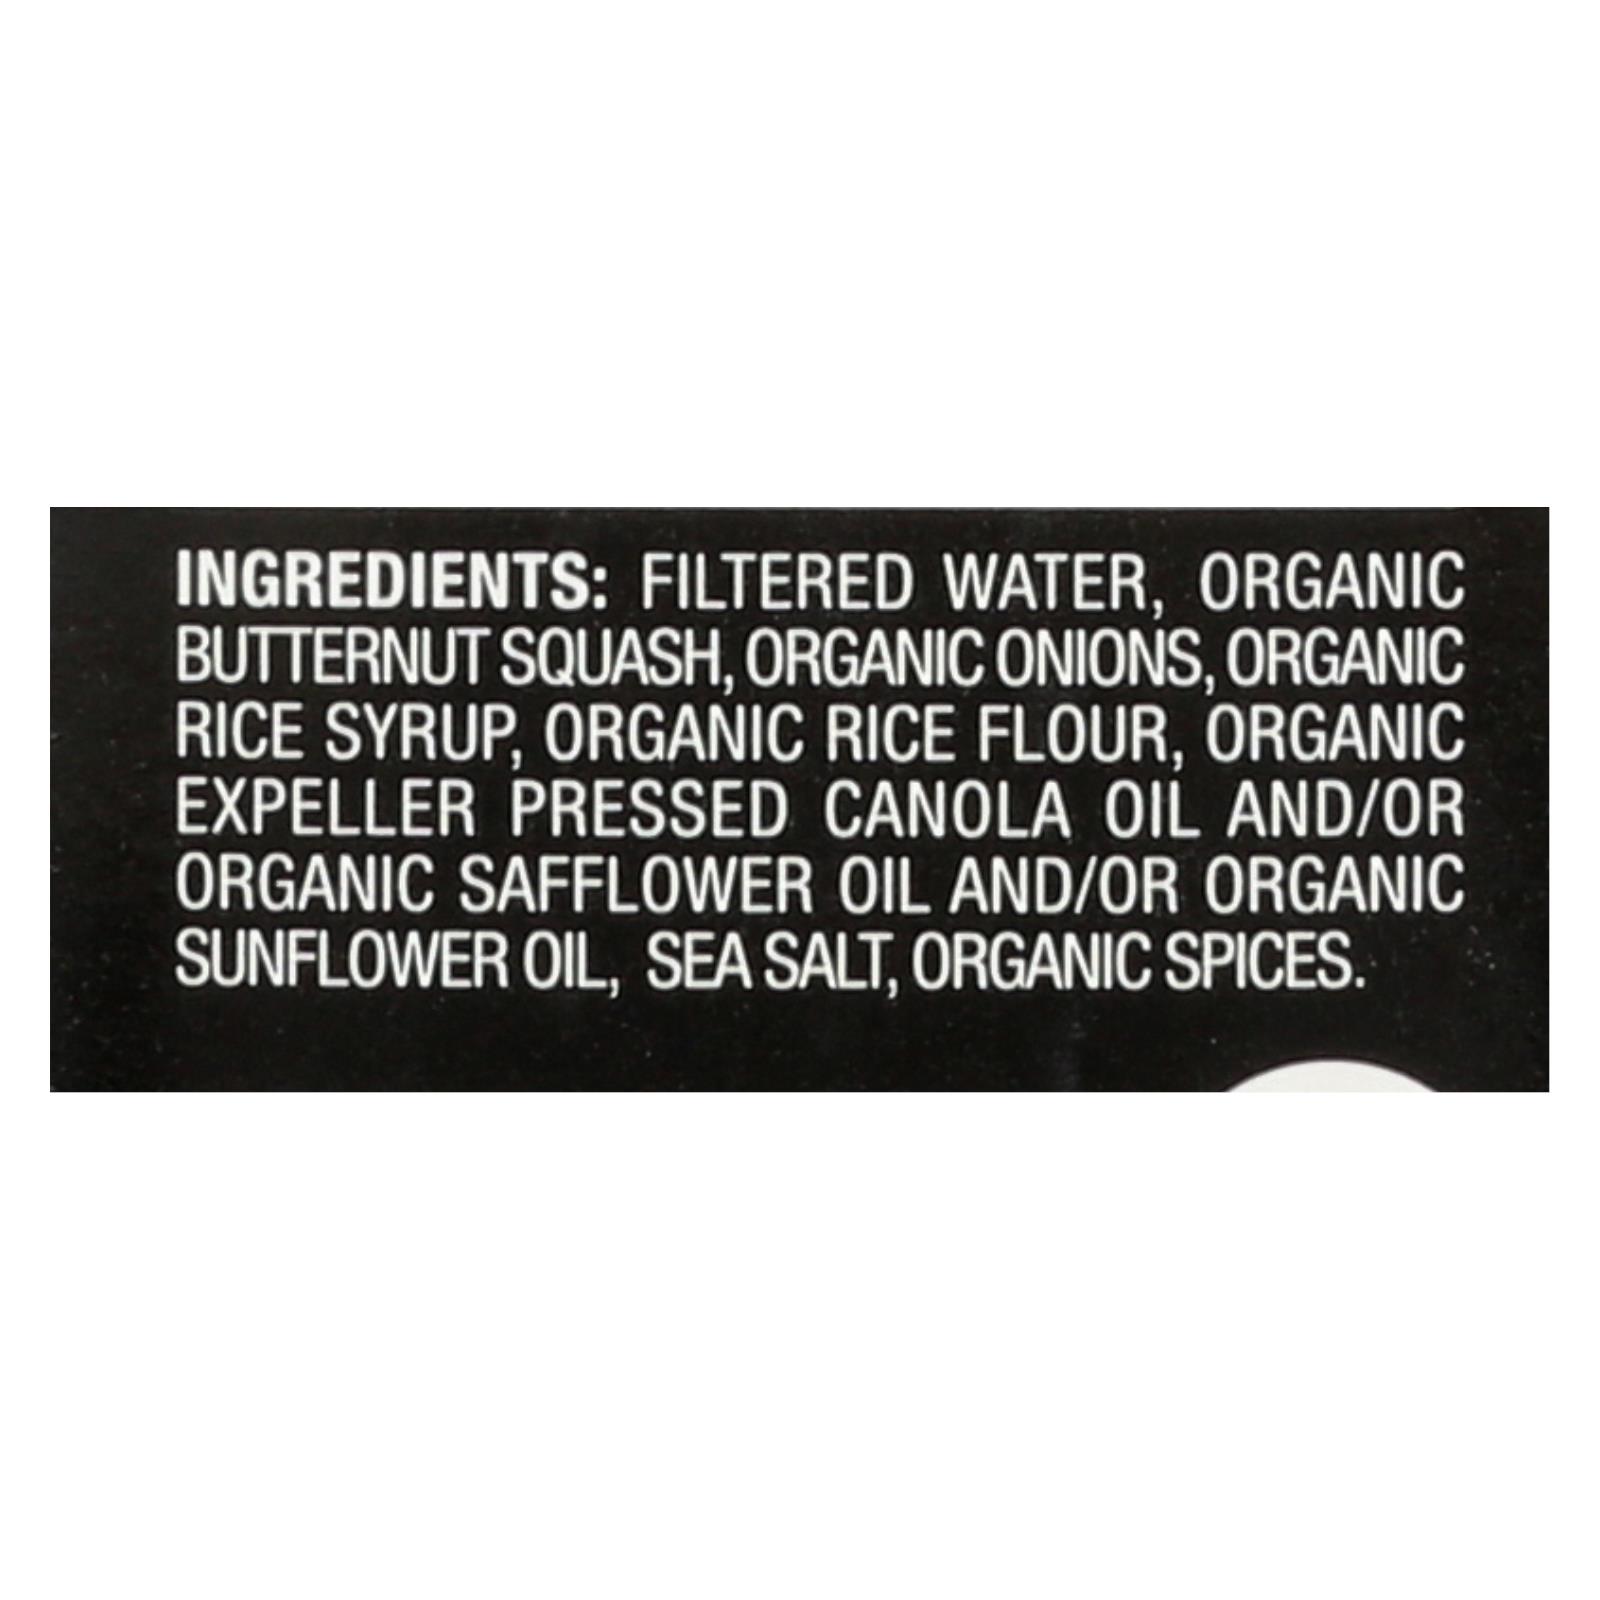 INGREDIENTS: FILTERED WATER, ORGANIC
BUTTERNUT SQUASH, ORGANIC ONIONS, ORGANIC
RICE SYRUP, ORGANIC RICE FLOUR, ORGANIC
EXPELLER PRESSED CANOLA OIL AND/OR
ORGANIC SAFFLOWER OIL AND/OR ORGANIC
SUNFLOWER OIL, SEA SALT, ORGANIC SPICES.